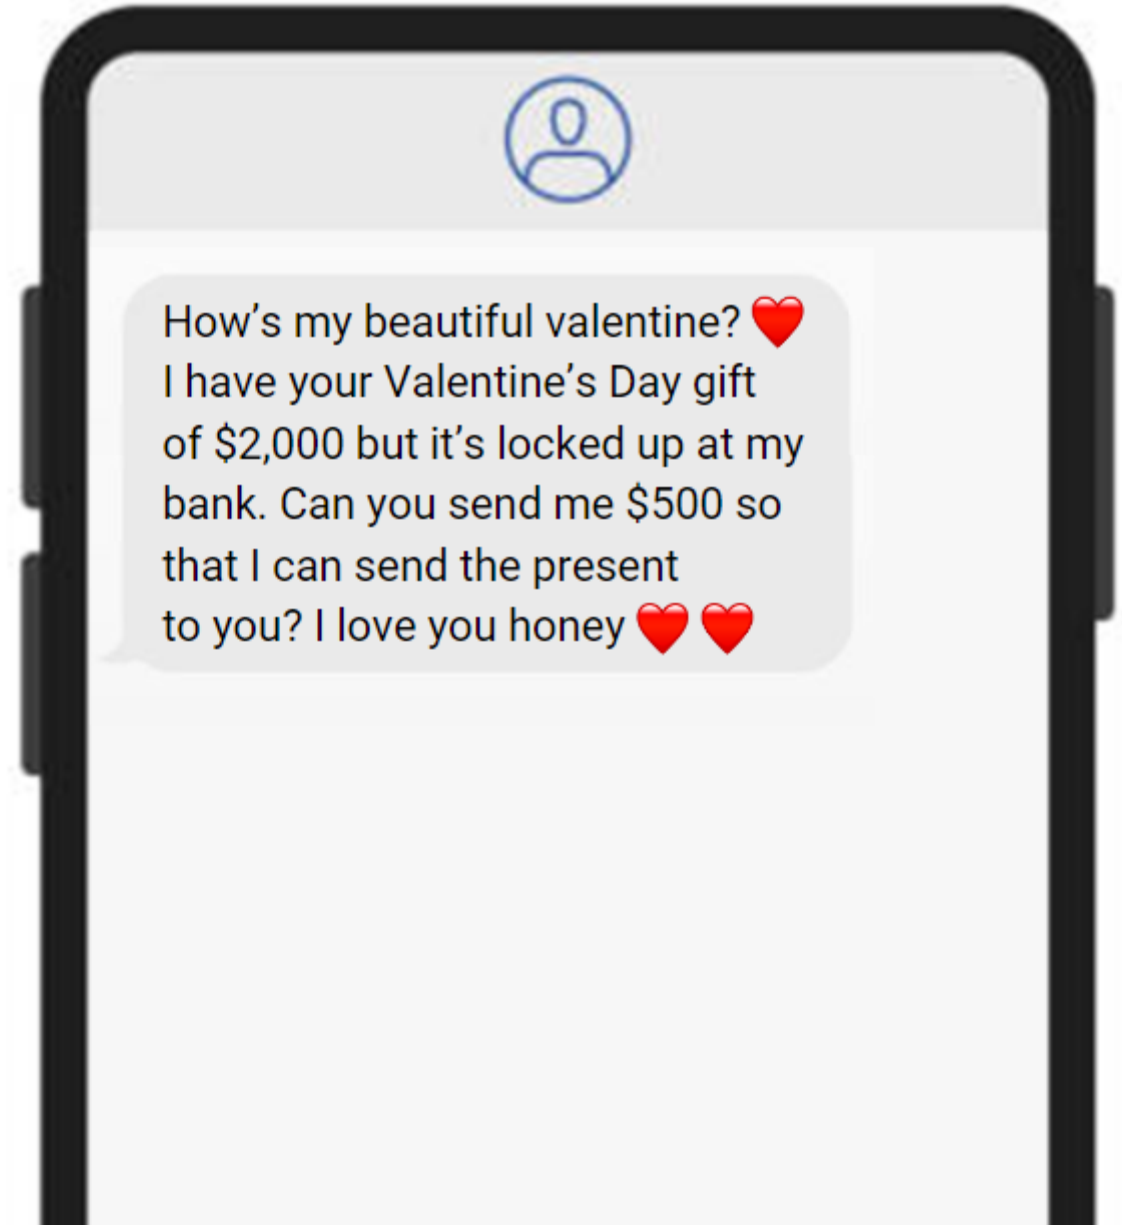 How’s my beautiful valentine? ❤️
I have your Valentine’s Day gift
of $2,000 but it’s locked up at my
bank. Can you send me $500 so
that I can send the present
to you? I love you honey ❤️ ❤️